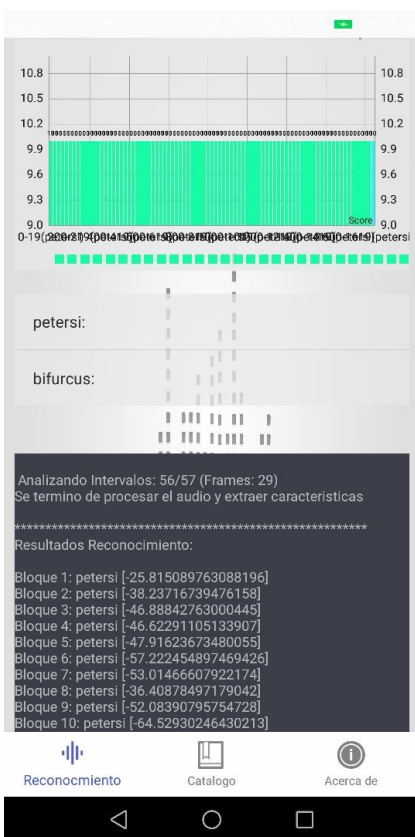 10.8 10.8
10.5 10.5
10.2 10.2
9.9 9.9
9.6 9.6
9.3 9.3
Score
9.0 9.0
petersi:
bifurcus:
Analizando Intervalos: 56/57 (Frames: 29)
Se termino de procesar el audio y extraer caracteristicas
*********************************************************
Resultados Reconocimiento:
Bloque 1: petersi [-25.815089763088196]
Bloque 2: petersi [-38.23716739476158]
Bloque 3: petersi [-46.88842763000445]
Bloque 4: petersi [-46.62291105133907]
Bloque 5: petersi [-47.91623673480055]
Bloque 6: petersi [-57.222454897469426]
Bloque 7: petersi [-53.01466607922174]
Bloque 8: petersi [-36.40878497179042]
Bloque 9: petersi [-52.08390795754728]
Bloque 10: petersi [-64.52930246430213]
Reconocmiento Catalogo Acerca de